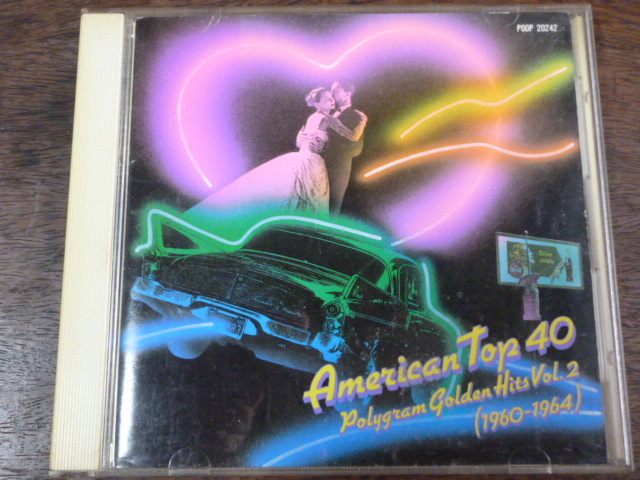 POOP 20242
American Top 40
Polygram Golden Hits Vol. 2
(1960-1964)